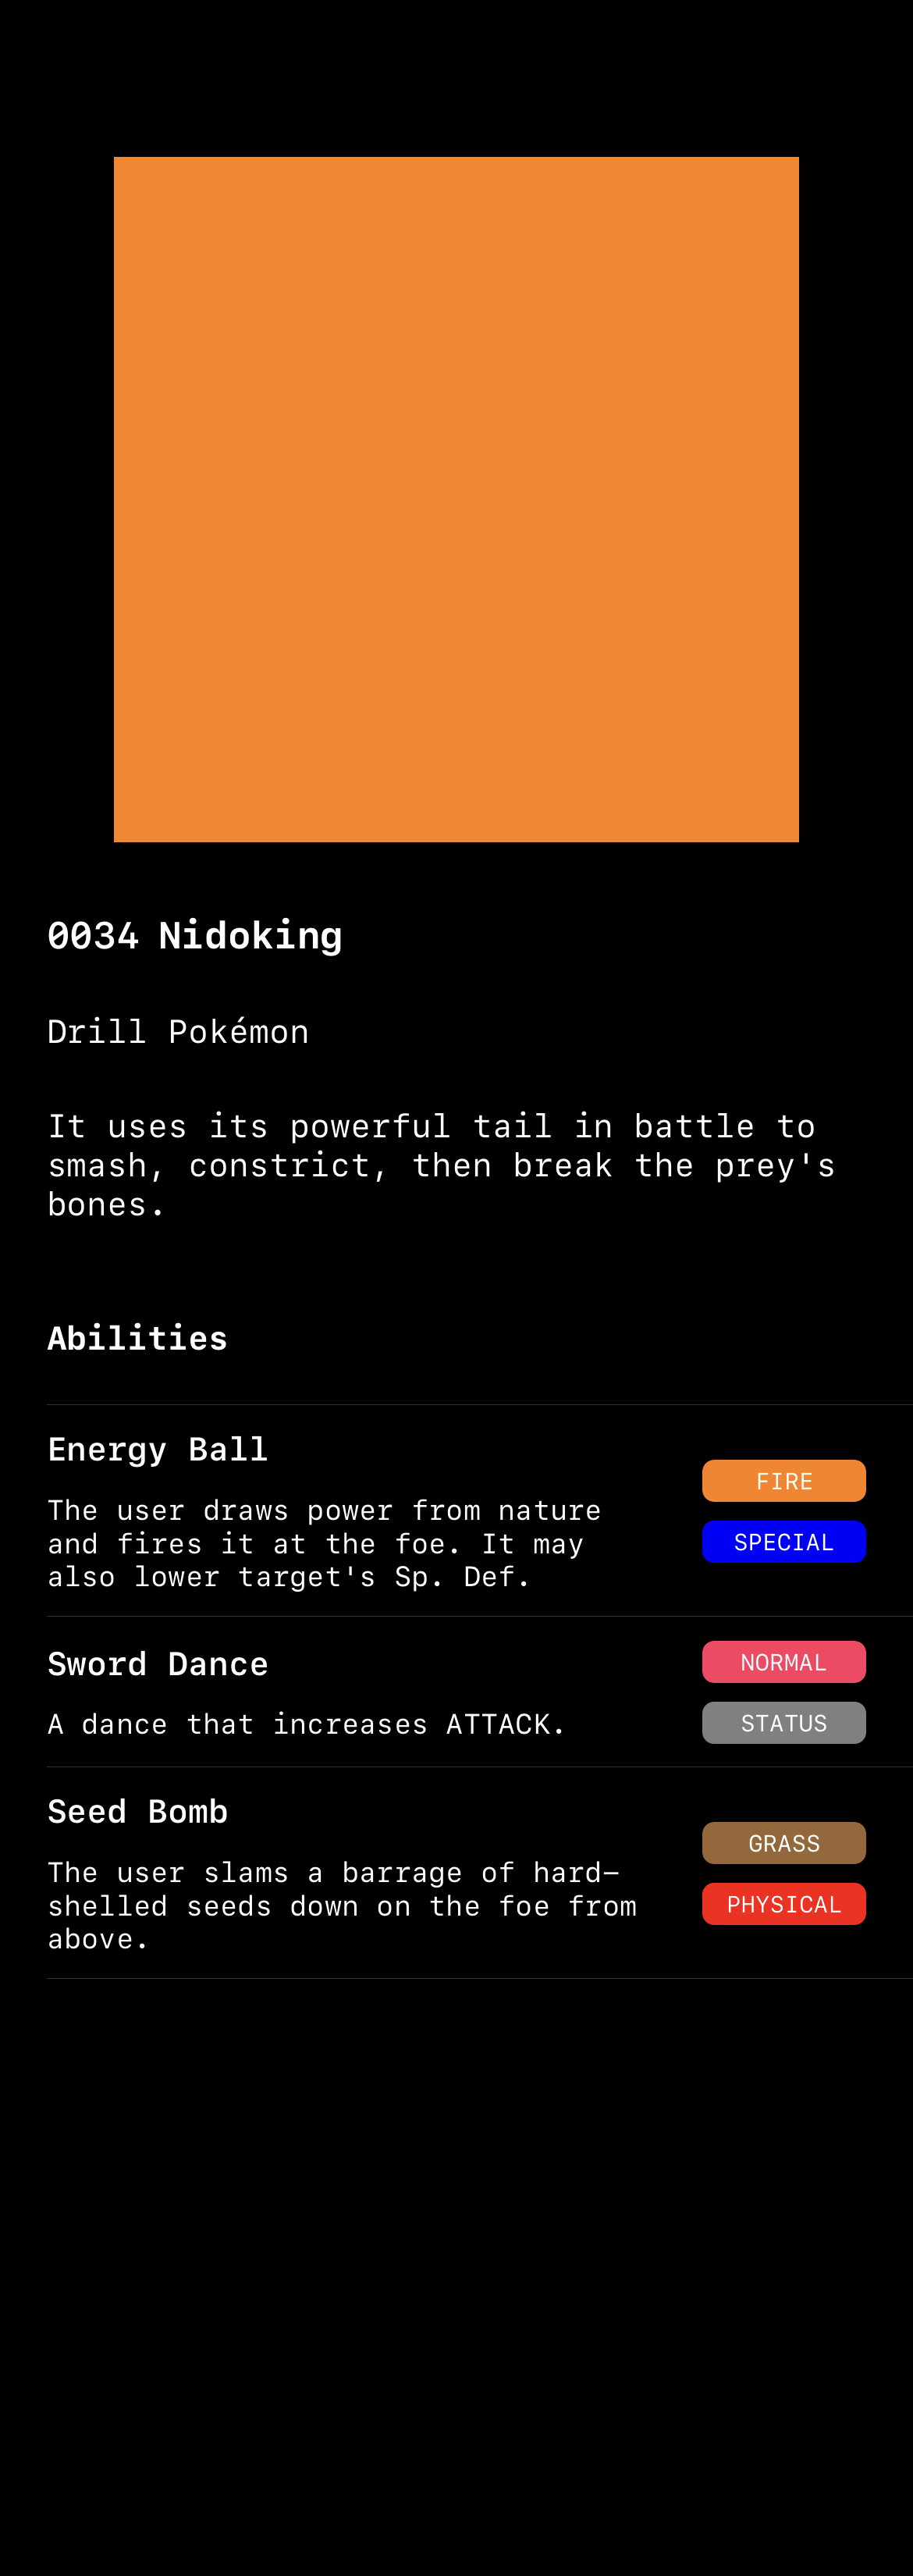 0034 Nidoking
Drill Pokémon
It uses its powerful tail in battle to
smash, constrict, then break the prey's
bones.
Abilities
Energy Ball
The user draws power from nature
and fires it at the foe. It may
also lower target's Sp. Def.
FIRE
SPECIAL
Sword Dance
A dance that increases ATTACK.
NORMAL
STATUS
Seed Bomb
The user slams a barrage of hard-
shelled seeds down on the foe from
above.
GRASS
PHYSICAL